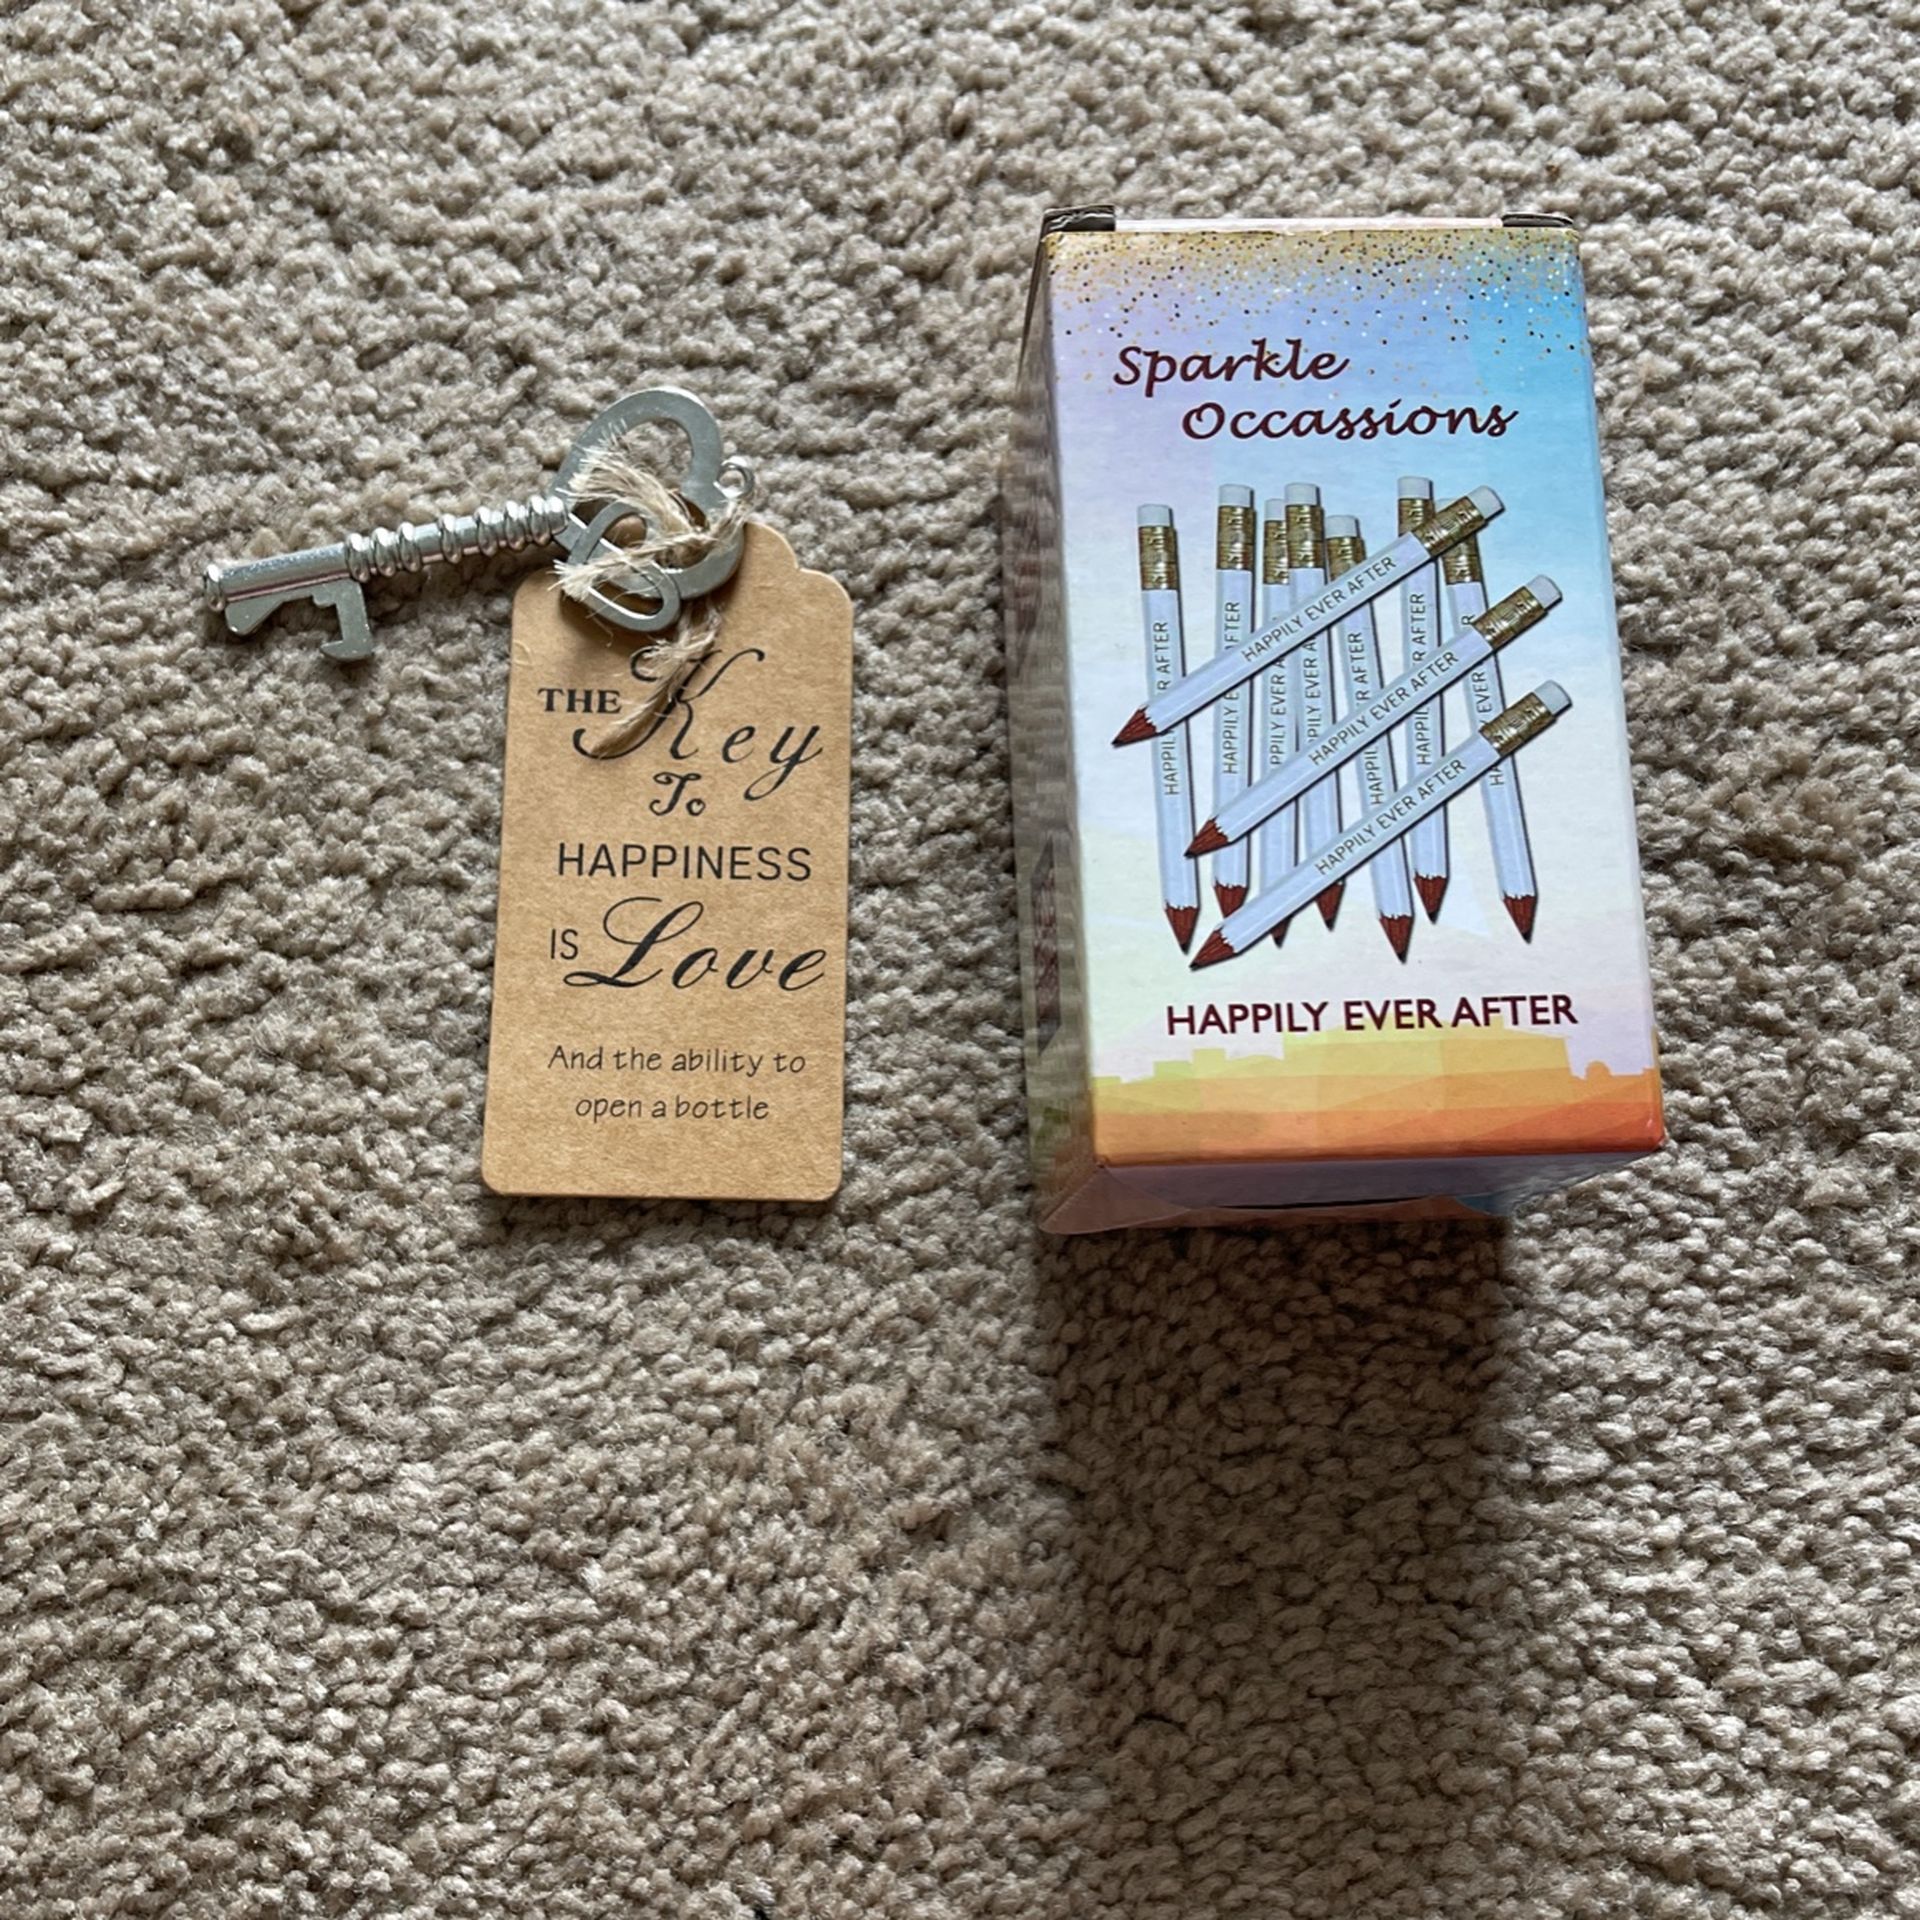 THE Key
To
HAPPINESS
IS Love
And the ability to
open a bottle
Sparkle
Occassions
HAPPILY EVER AFTER
HAPPILY EVER AFTER
HAPPILY EVER AFTER
HAPPILY EVER AFTER